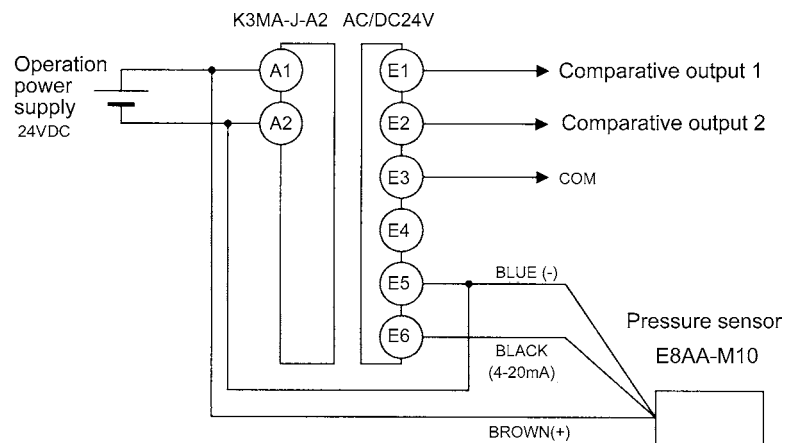 K3MA-J-A2 AC/DC24V
Operation
power
supply
24VDC
A1
A2
E1
E2
E3
E4
E5
E6
Comparative output 1
Comparative output 2
COM
BLUE (-)
BLACK
(4-20mA)
BROWN(+)
Pressure sensor
E8AA-M10